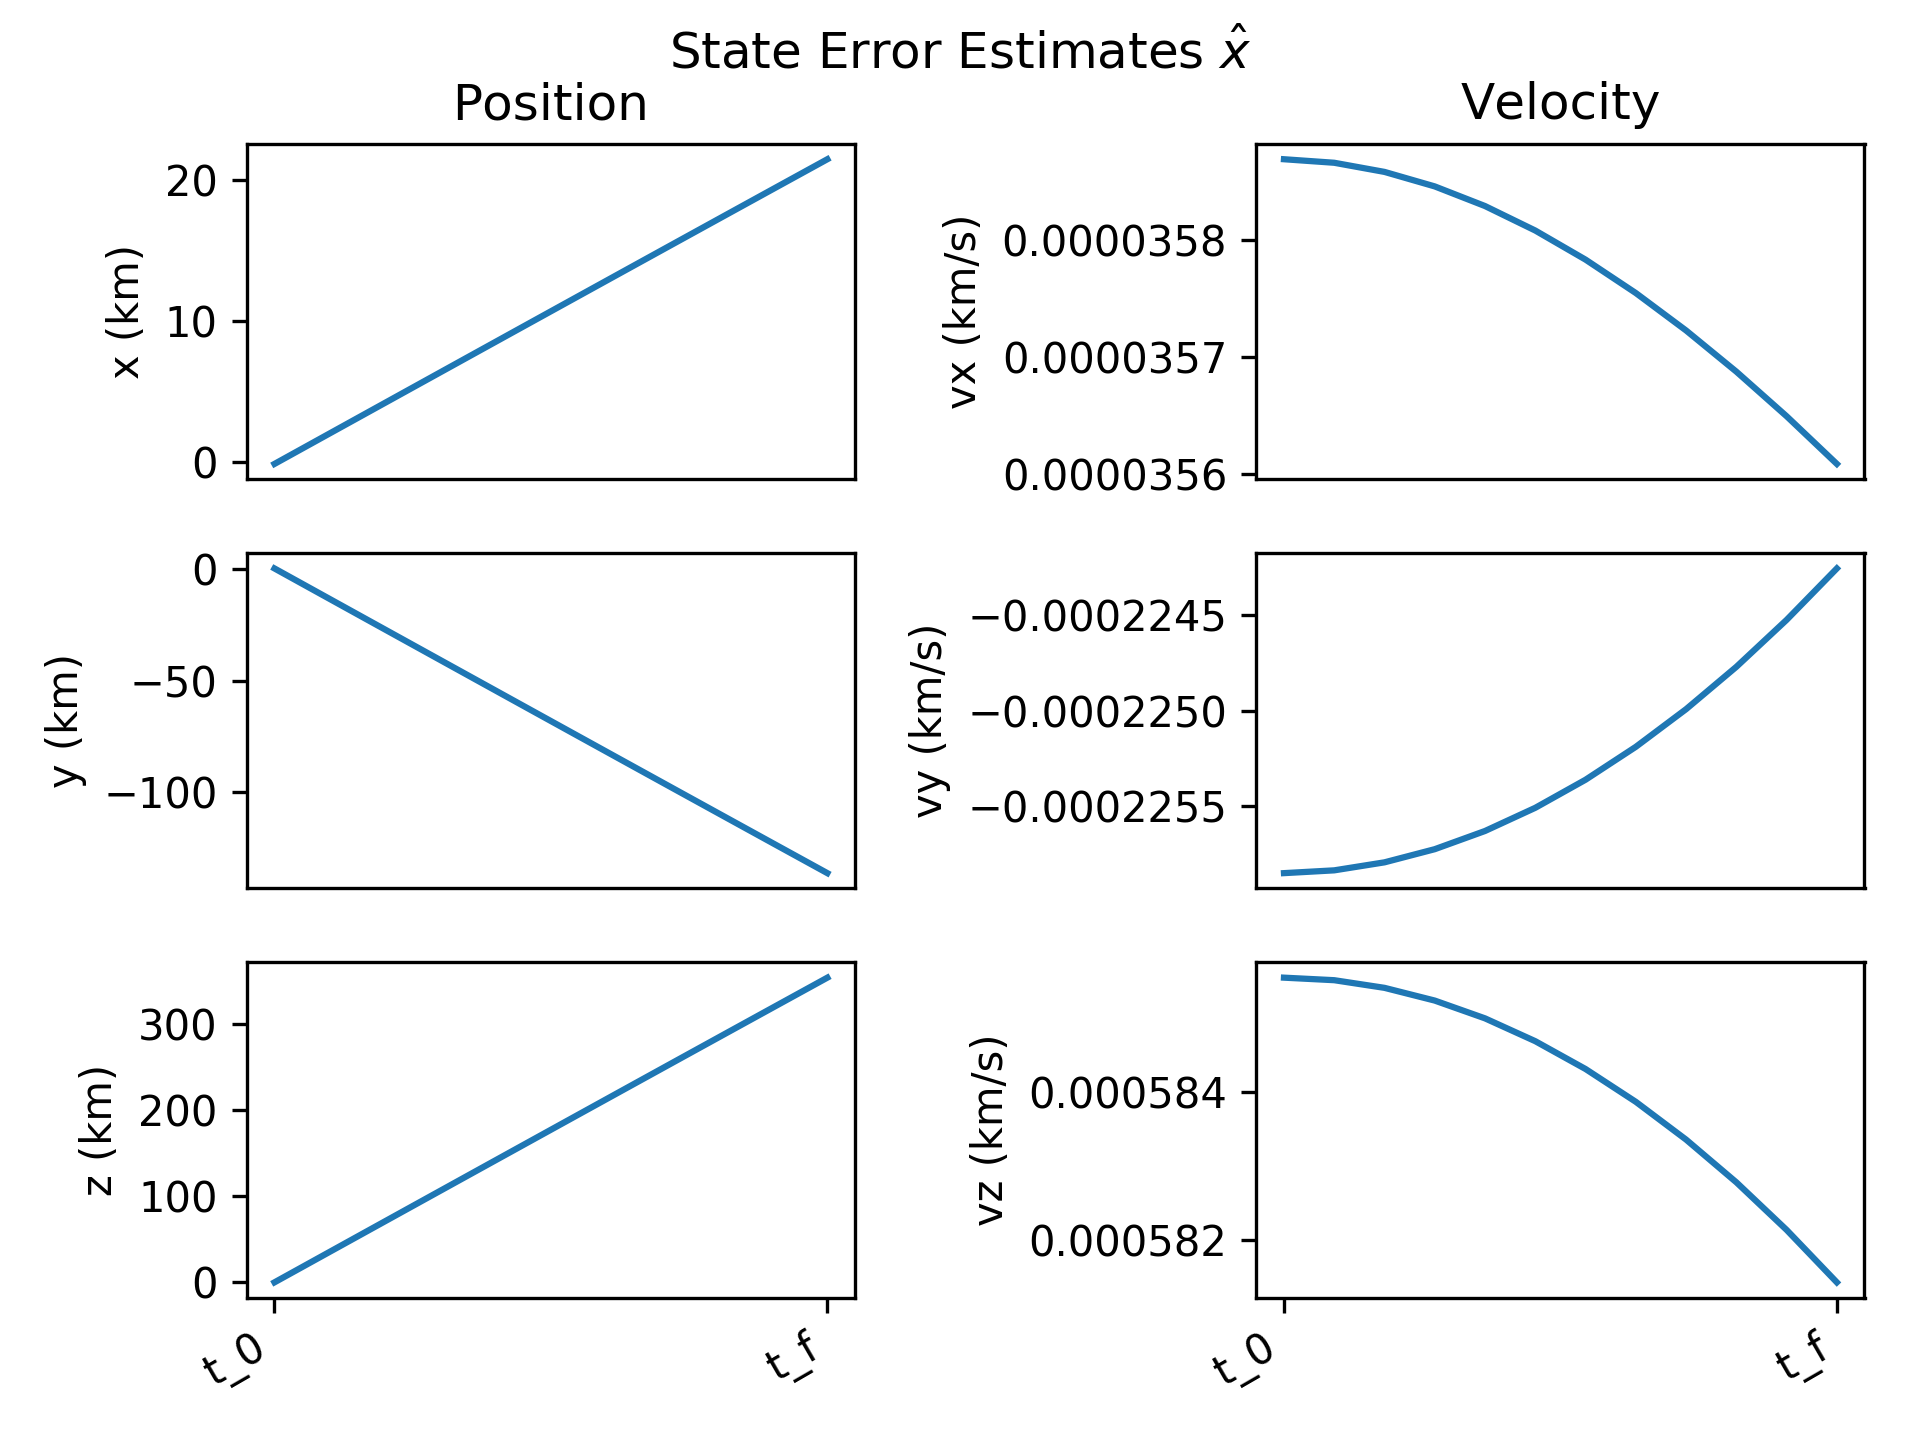 State Error Estimates x̂
Position
Velocity
x (km)
20
10
0
vx (km/s)
0.0000358
0.0000357
0.0000356
y (km)
0
−50
−100
vy (km/s)
−0.0002245
−0.0002250
−0.0002255
z (km)
300
200
100
0
t_0
t_f
vz (km/s)
0.000584
0.000582
t_0
t_f